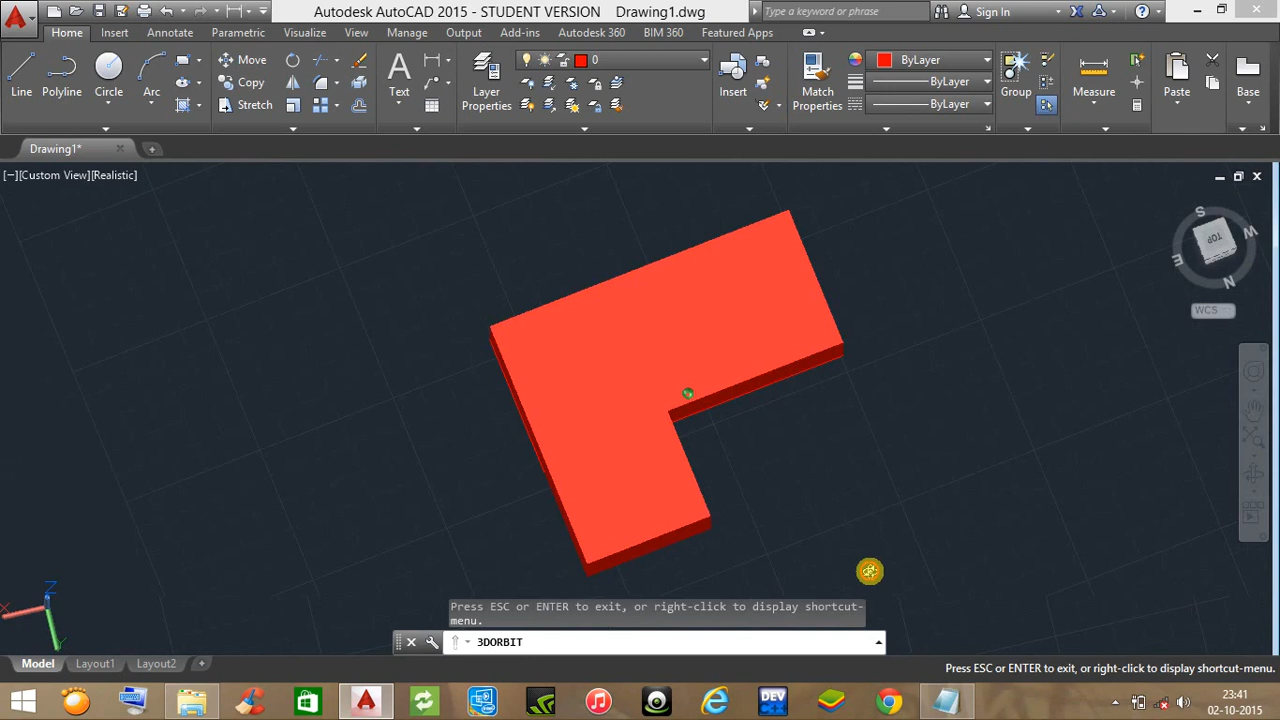 Autodesk AutoCAD 2015 - STUDENT VERSION Drawing1.dwg
Type a keyword or phrase
Sign In
Home Insert Annotate Parametric Visualize View Manage Output Add-ins Autodesk 360 BIM 360 Featured Apps
Move
Copy
Stretch
Line Polyline Circle Arc
Text
Layer
Properties
0
Insert
Match
Properties
ByLayer
ByLayer
ByLayer
Group
Measure
Paste
Base
Drawing1*
[−][Custom View][Realistic]
S
W
TOP
E
N
WCS
Z
X
Y
Press ESC or ENTER to exit, or right-click to display shortcut-
menu.
3DORBIT
Model Layout1 Layout2
Press ESC or ENTER to exit, or right-click to display shortcut-menu.
DEV
C++
23:41
02-10-2015